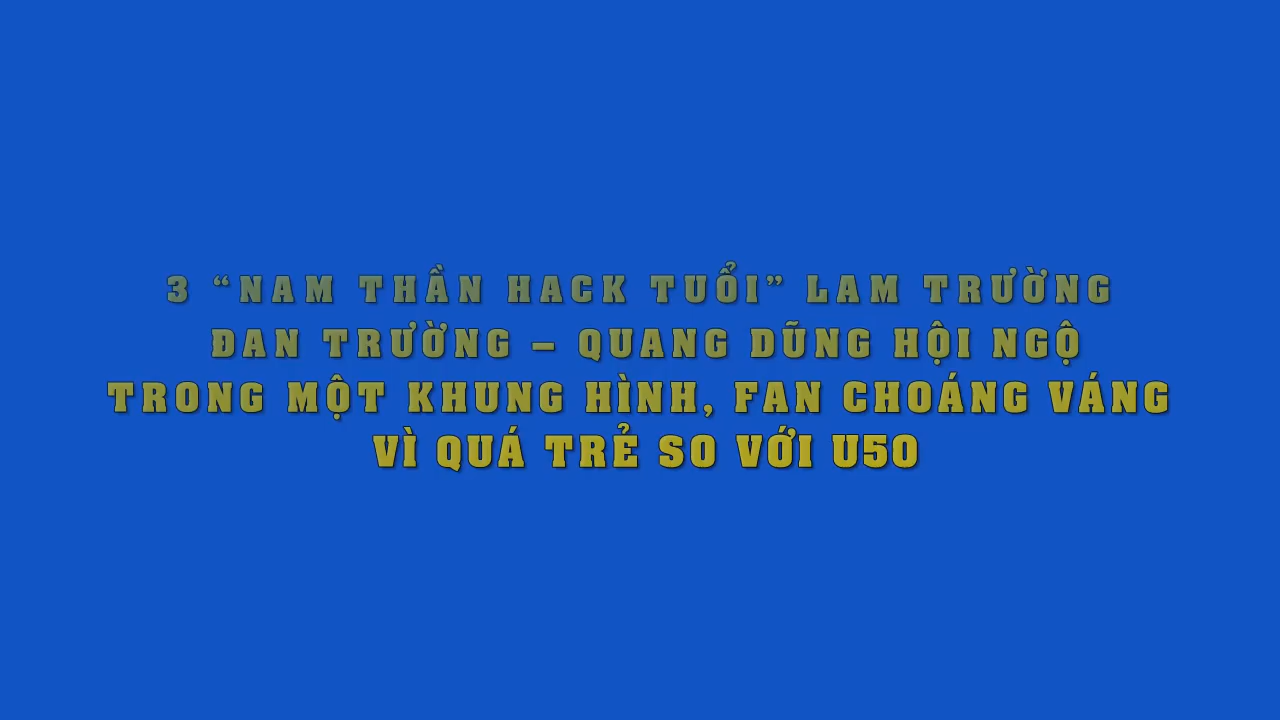 3 “NAM THẦN HACK TUỔI” LAM TRƯỜNG
ĐAN TRƯỜNG – QUANG DŨNG HỘI NGỘ
TRONG MỘT KHUNG HÌNH, FAN CHOÁNG VÁNG
VÌ QUÁ TRẺ SO VỚI U50